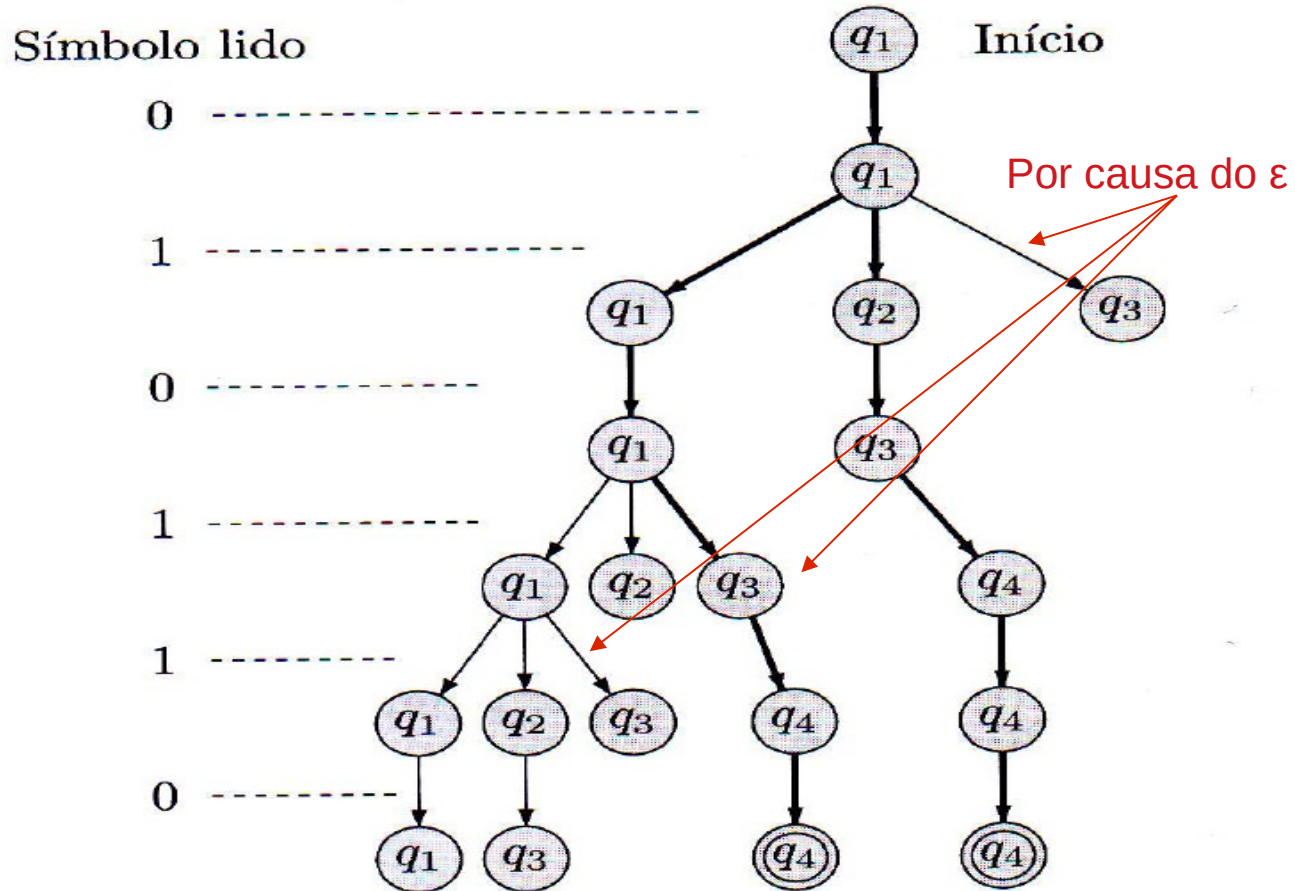 q1 Início
Símbolo lido
0
q1
Por causa do ε
1
q1 q2 q3
0
q1 q3
1
q1 q2 q3 q4
1
q1 q2 q3 q4 q4
0
q1 q3 q4 q4